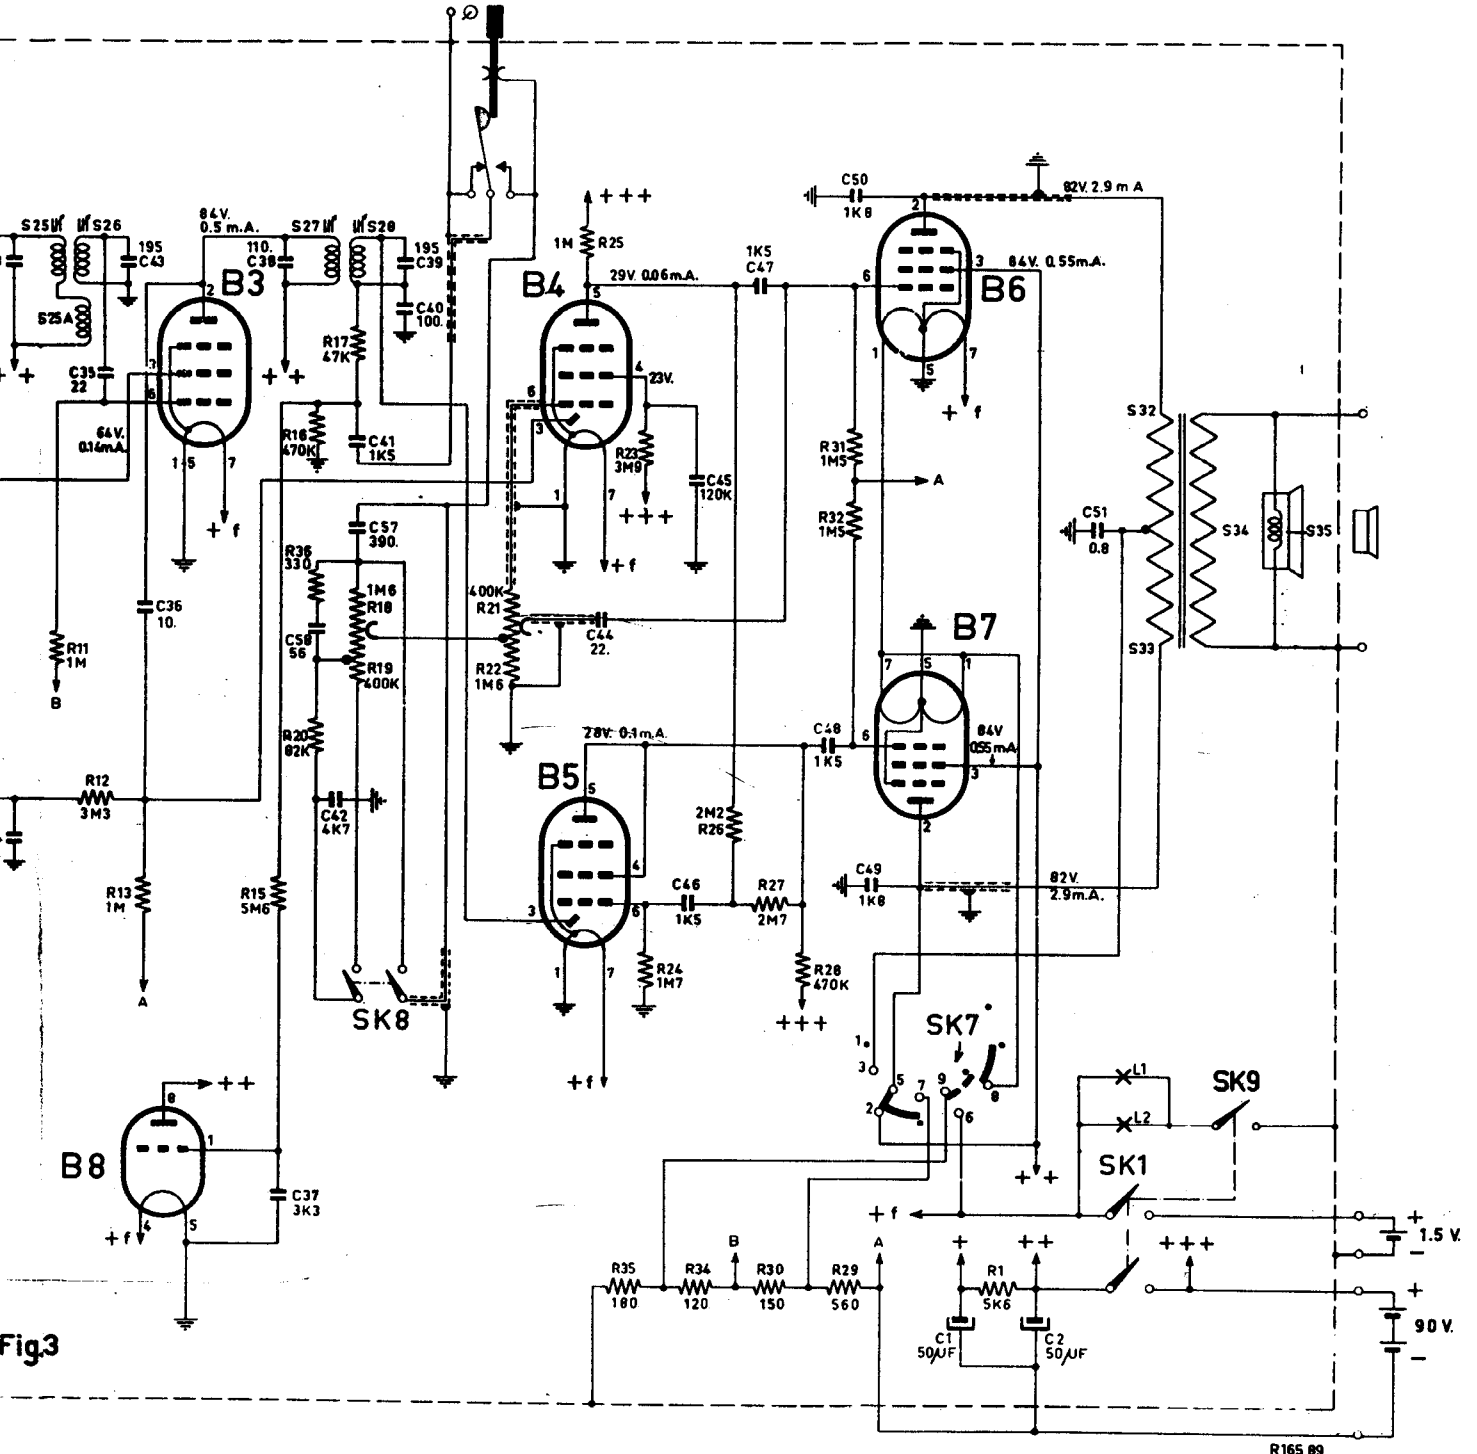 C50
1K8
2
82V. 2.9 m A
+++
1M R25
S25 S26
84V.
0.5 m.A.
S27 S28
195
C43
110.
C38
195
C39
B3
2
S25A
C40
100.
R17
47K
++
++
C35
22
6
64V.
0.14mA.
1-5
7
+ f
R16
470K
C41
1K5
29V. 0.06m.A.
B4
5
4
23V.
6
3
R23
3M9
C45
120K
1
7
+++
+f
1K5
C47
6
3
84V. 0.55m.A.
B6
1
7
5
+ f
R31
1M5
A
R32
1M5
S32
C51
0.8
S34
S35
S33
C57
390.
R36
330
1M6
R18
C58
56
R19
400K
R20
82K
C42
4K7
400K
R21
C44
22.
R22
1M6
C36
10.
R11
1M
B
R12
3M3
R13
1M
A
R15
5M6
SK8
28V. 0.1m.A.
B5
5
4
3
6
1
7
+f
C46
1K5
2M2
R26
R27
2M7
R24
1M7
R28
470K
+++
C48
1K5
B7
7
5
1
6
84V
0.55mA
3
2
C49
1K8
82V.
2.9m.A.
SK7
1.
3
5
7
9
8
2
6
++
L1
L2
SK9
SK1
++
8
B8
1
C37
3K3
4
5
+f
+ f
A
B
+
++
+++
R35
180
R34
120
R30
150
R29
560
R1
5K6
C1
50µF
C2
50µF
+
1.5 V.
−
+
90 V.
−
Fig.3
R165 89